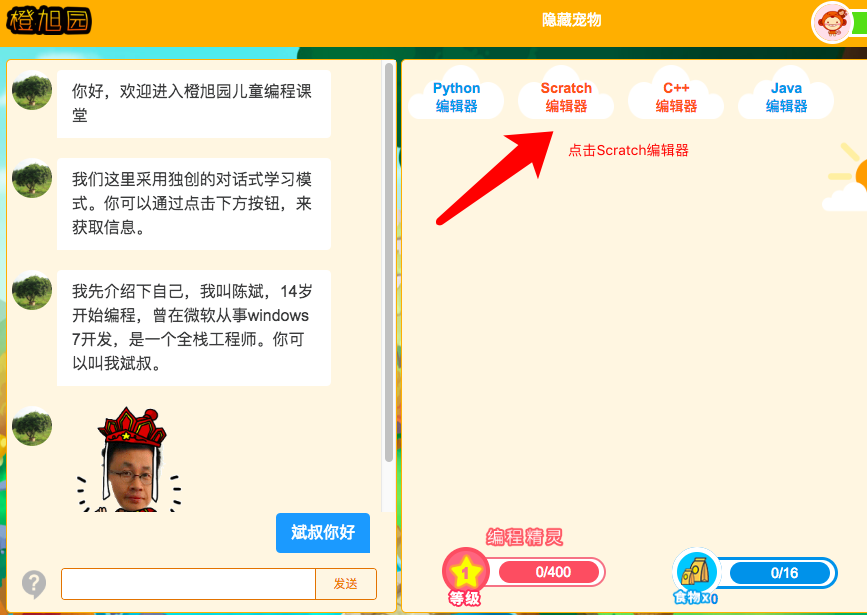 橙旭园
隐藏宠物
你好，欢迎进入橙旭园儿童编程课
堂
我们这里采用独创的对话式学习模
式。你可以通过点击下方按钮，来
获取信息。
我先介绍下自己，我叫陈斌，14岁
开始编程，曾在微软从事windows
7开发，是一个全栈工程师。你可
以叫我斌叔。
斌叔你好
?
发送
Python
编辑器
Scratch
编辑器
C++
编辑器
Java
编辑器
点击Scratch编辑器
编程精灵
1
等级
0/400
食物x0
0/16